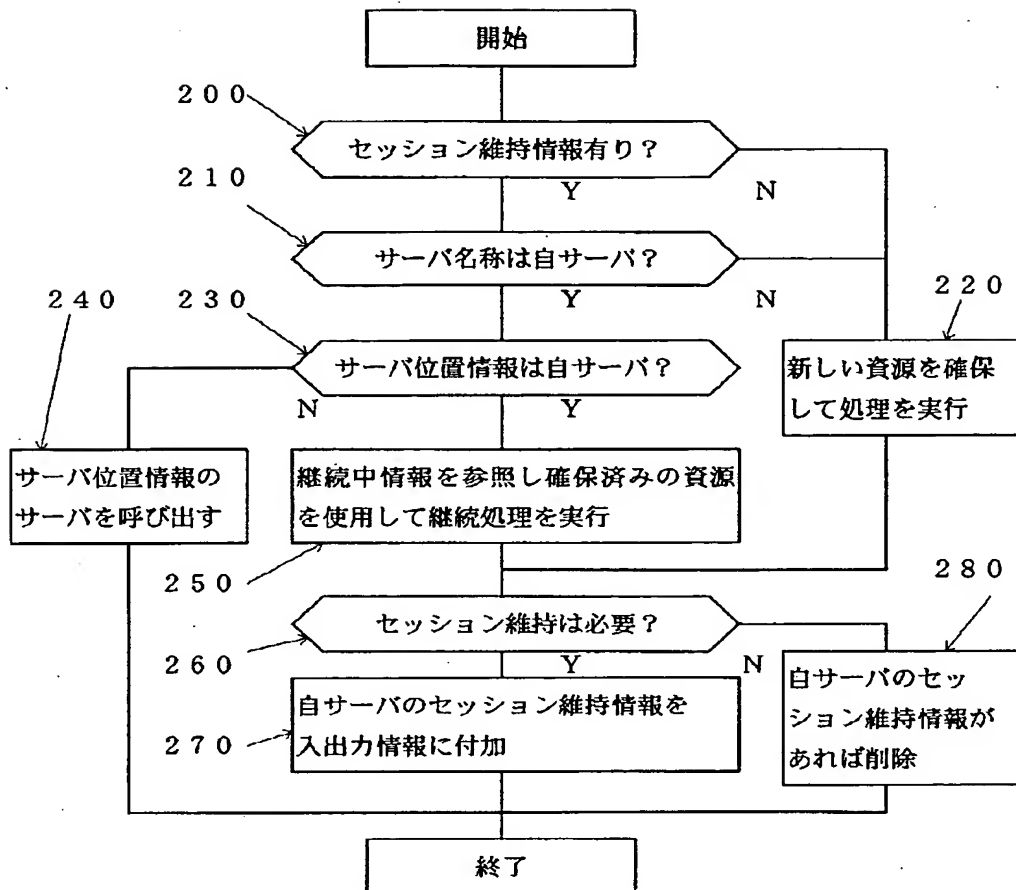 開始
２００
セッション維持情報有り？
Y
N
２１０
サーバ名称は自サーバ？
Y
N
２４０
２３０
２２０
サーバ位置情報は自サーバ？
N
Y
新しい資源を確保
して処理を実行
サーバ位置情報の
サーバを呼び出す
継続中情報を参照し確保済みの資源
を使用して継続処理を実行
２５０
２８０
セッション維持は必要？
２６０
Y
N
自サーバのセッション維持情報を
入出力情報に付加
２７０
自サーバのセッ
ション維持情報が
あれば削除
終了